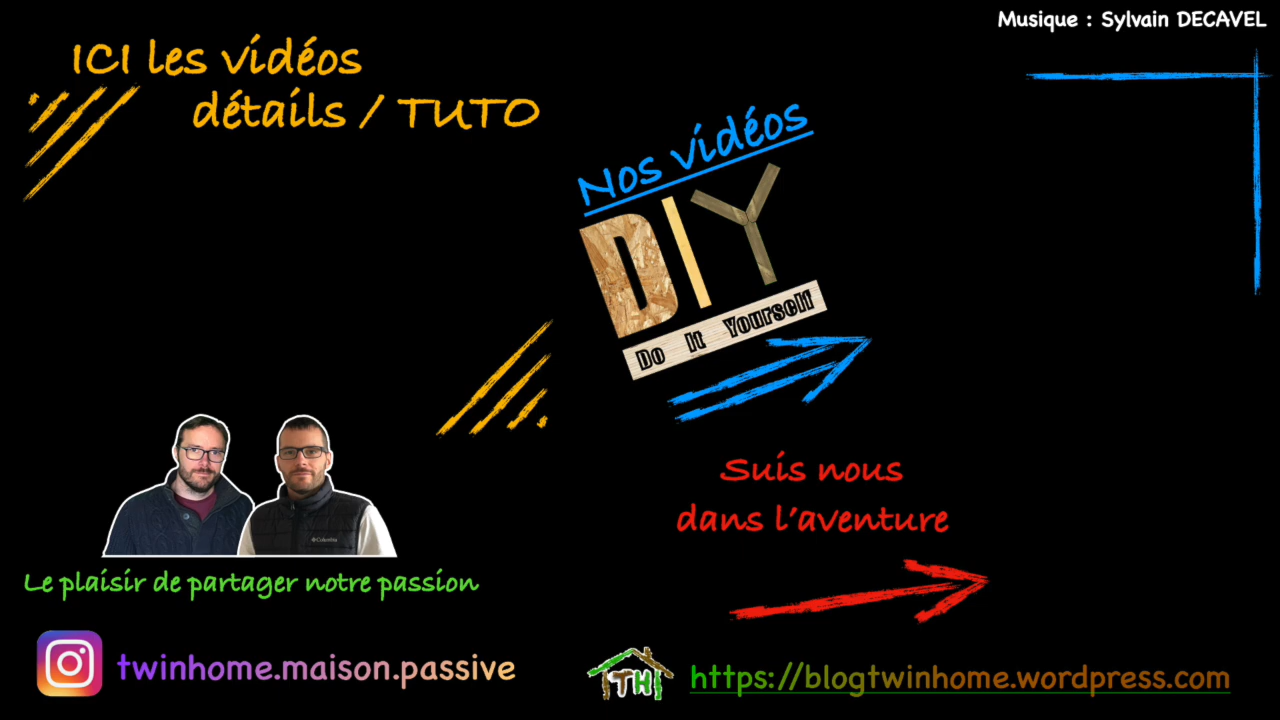 Musique : Sylvain DECAVEL
ICI les vidéos
détails / TUTO
Nos vidéos
DIY
Do It Yourself
Suis nous
dans l'aventure
Columbia
Le plaisir de partager notre passion
twinhome.maison.passive
TH
https://blogtwinhome.wordpress.com